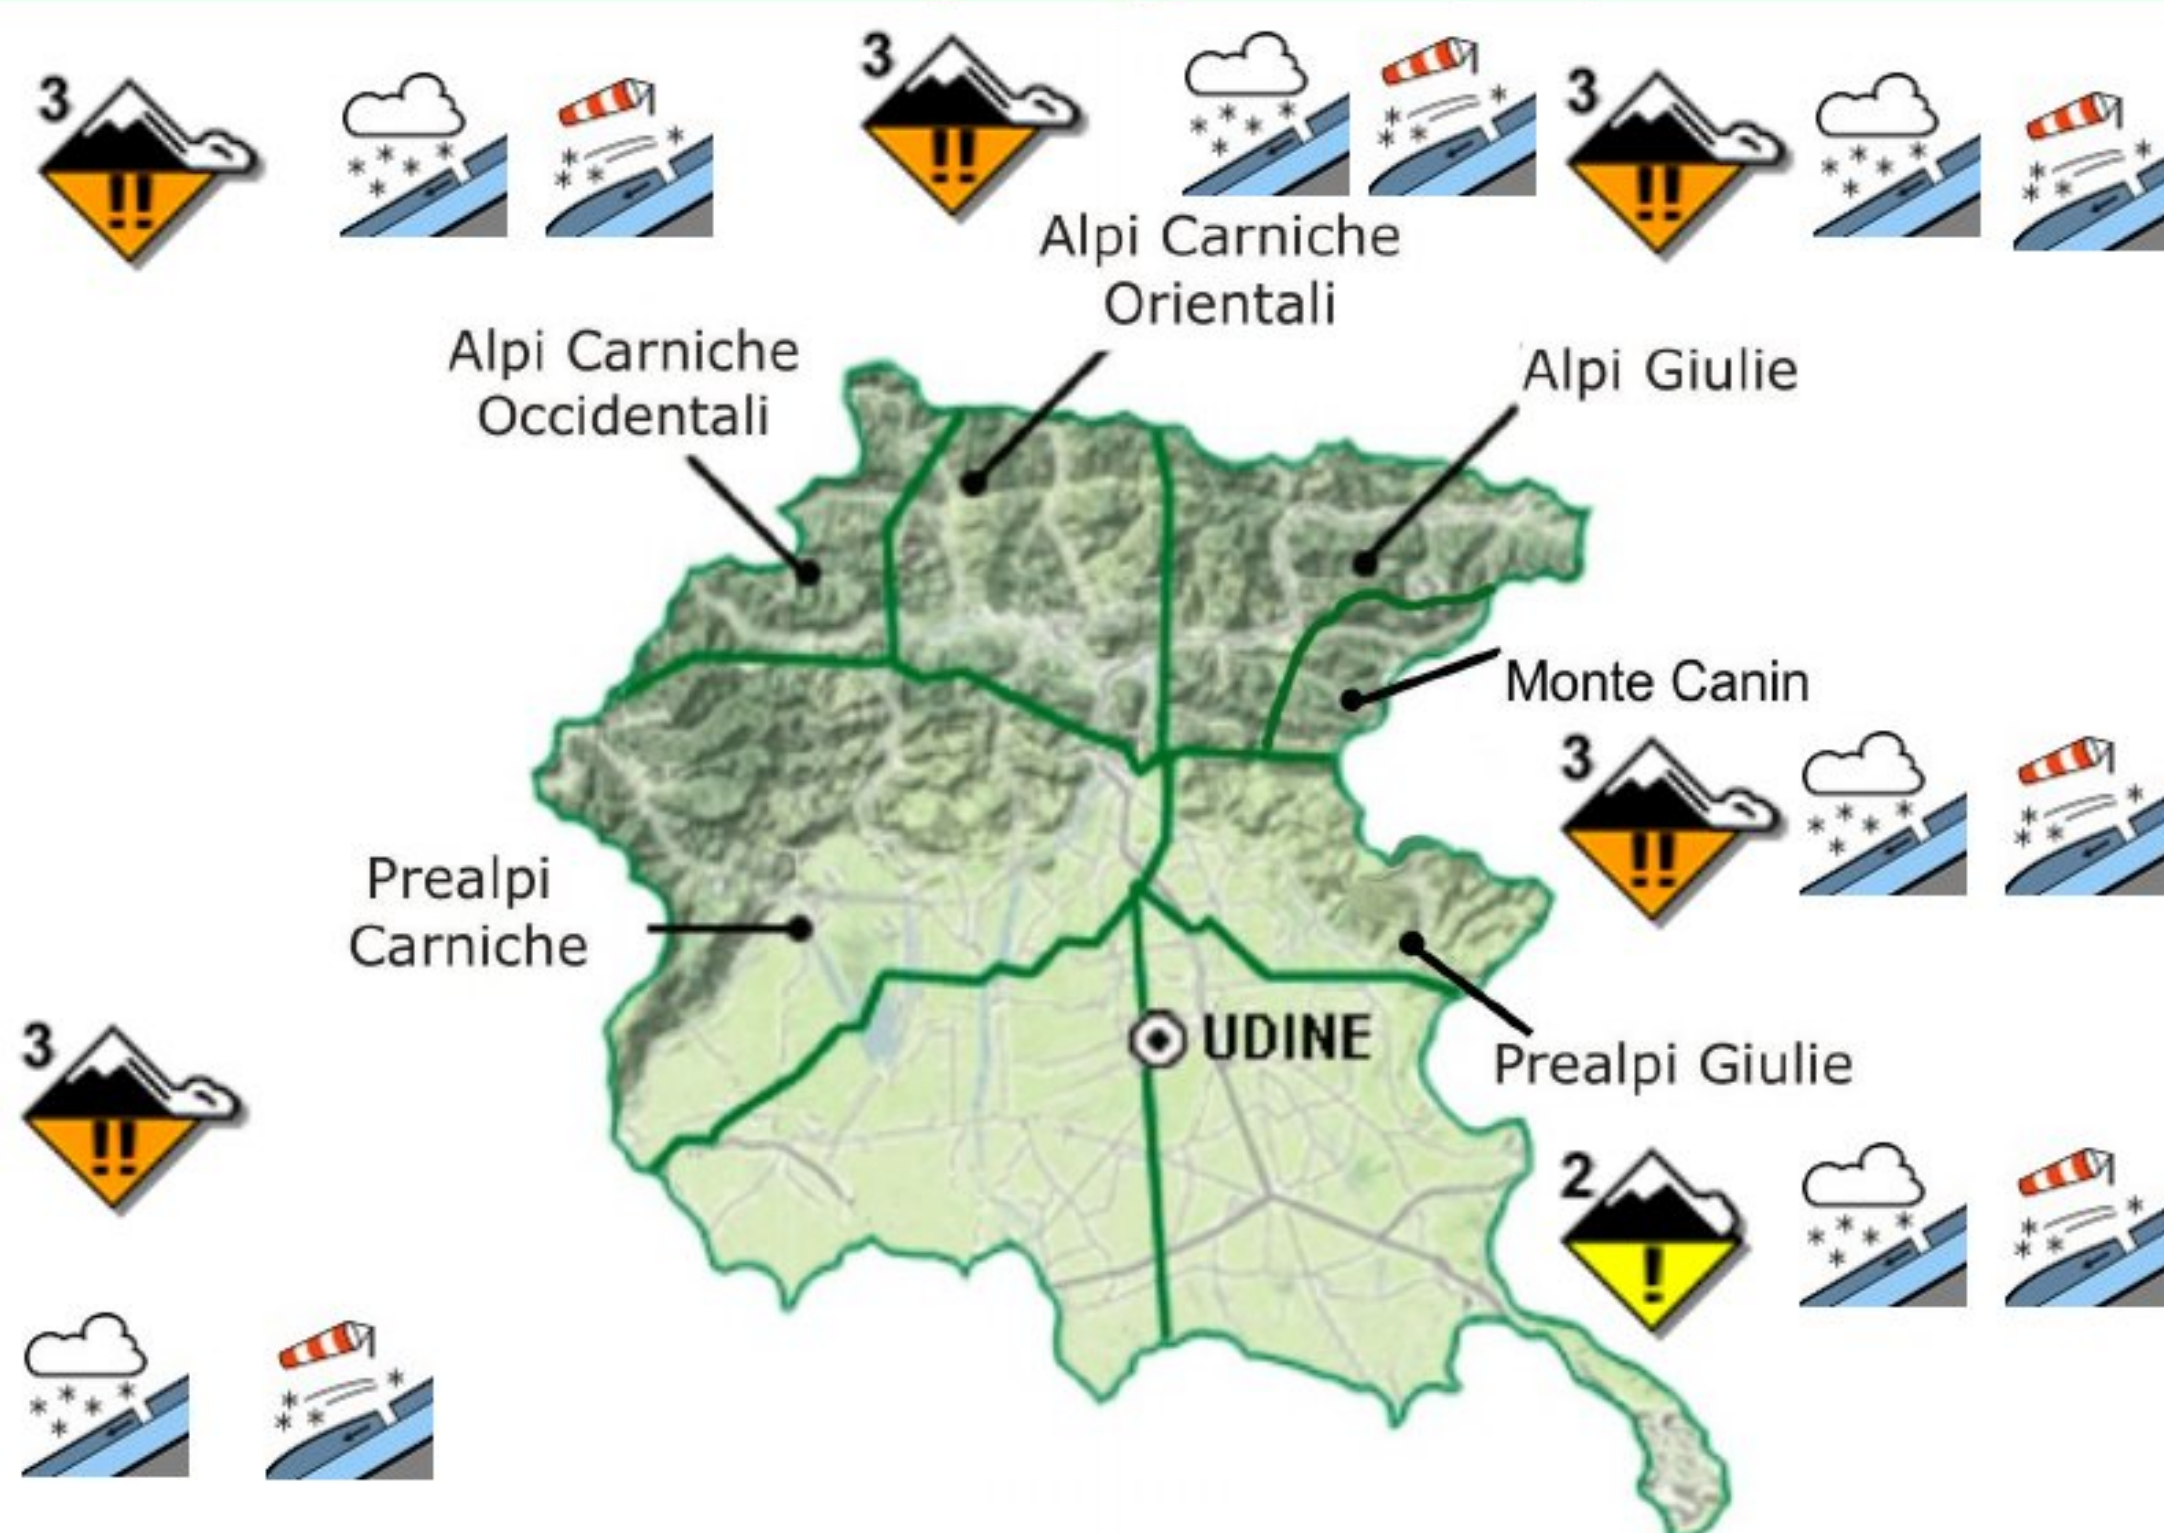 3
3
3
Alpi Carniche
Orientali
Alpi Carniche
Occidentali
Alpi Giulie
Monte Canin
3
Prealpi
Carniche
3
UDINE
Prealpi Giulie
2